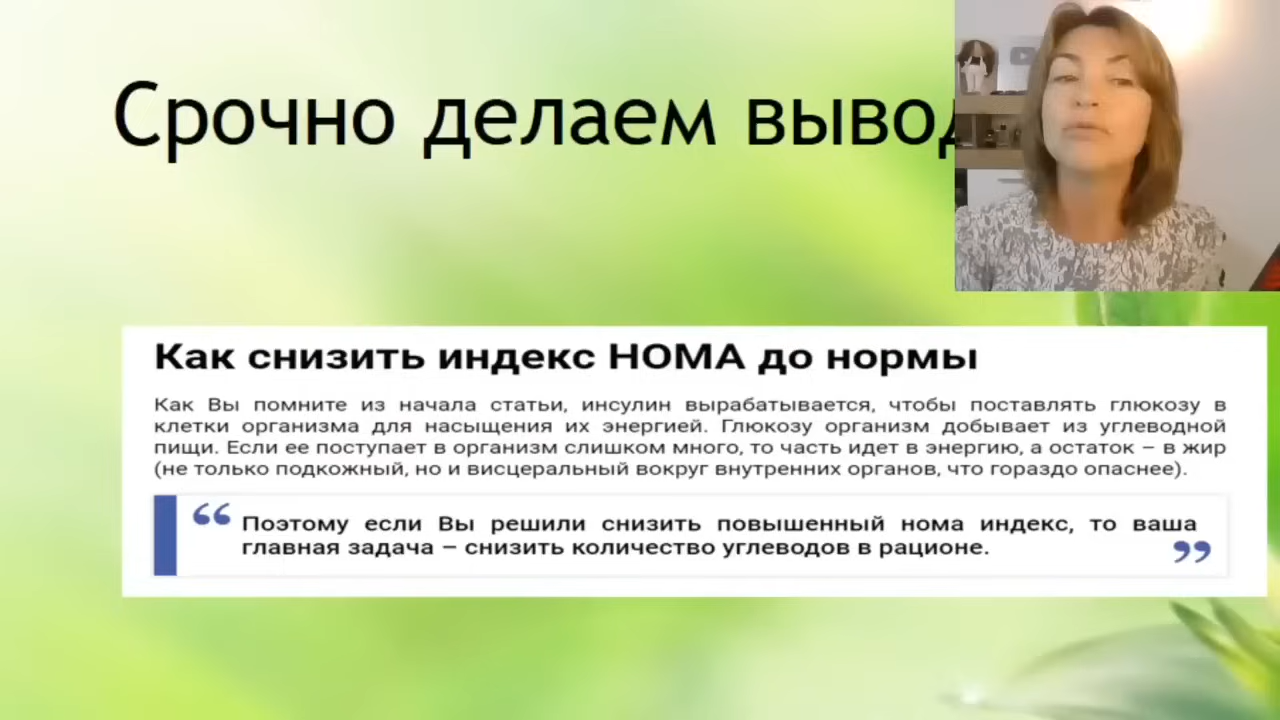 Срочно делаем вывод
Как снизить индекс НОМА до нормы
Как Вы помните из начала статьи, инсулин вырабатывается, чтобы поставлять глюкозу в
клетки организма для насыщения их энергией. Глюкозу организм добывает из углеводной
пищи. Если ее поступает в организм слишком много, то часть идет в энергию, а остаток – в жир
(не только подкожный, но и висцеральный вокруг внутренних органов, что гораздо опаснее).
“ Поэтому если Вы решили снизить повышенный нома индекс, то ваша
главная задача – снизить количество углеводов в рационе. ”